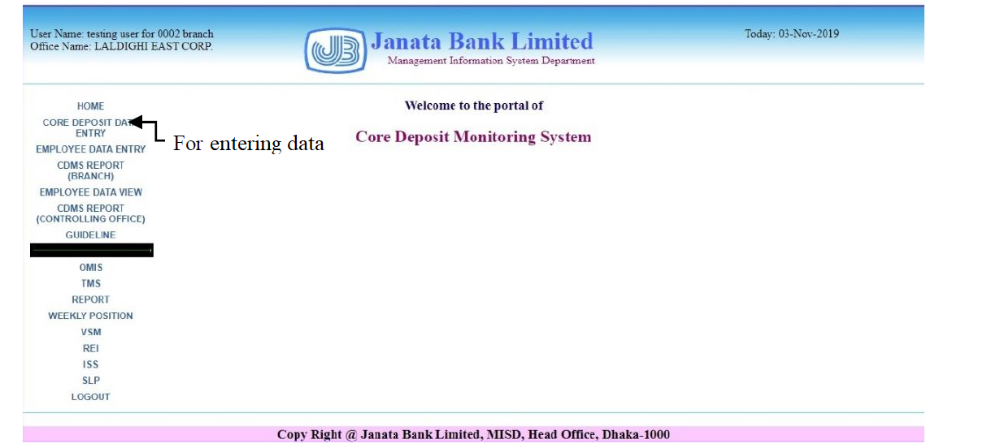 User Name: testing user for 0002 branch
Office Name: LALDIGHI EAST CORP.
JB
Janata Bank Limited
Management Information System Department
Today: 03-Nov-2019
HOME
CORE DEPOSIT DAT
ENTRY
EMPLOYEE DATA ENTRY
CDMS REPORT
(BRANCH)
EMPLOYEE DATA VIEW
CDMS REPORT
(CONTROLLING OFFICE)
GUIDELINE
OMIS
TMS
REPORT
WEEKLY POSITION
VSM
REI
ISS
SLP
LOGOUT
For entering data
Welcome to the portal of
Core Deposit Monitoring System
Copy Right @ Janata Bank Limited, MISD, Head Office, Dhaka-1000